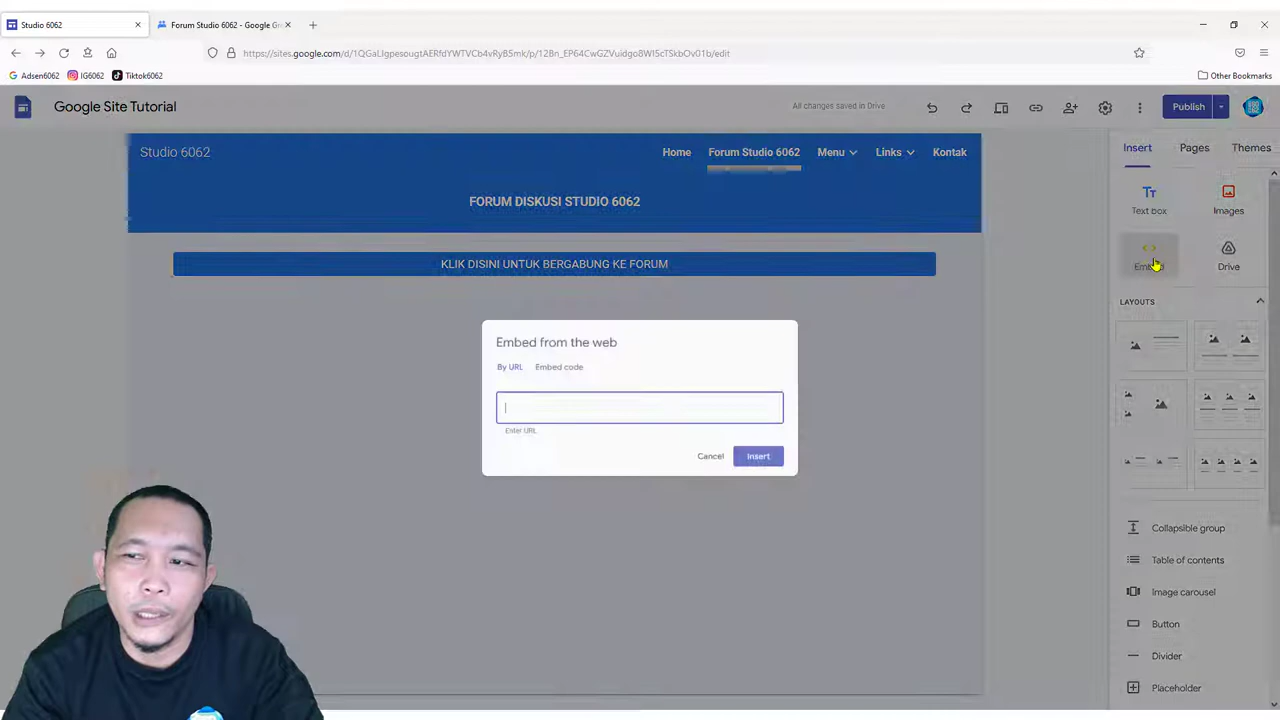 Studio 6062
Forum Studio 6062 - Google Gr
https://sites.google.com/d/1QGaLIgpesougtAERfdYWTVCb4vRyB5mk/p/12Bn_EP64CwGZVuidgo8WI5cTSkbOv01b/edit
Adsen6062
IG6062
Tiktok6062
Other Bookmarks
Google Site Tutorial
All changes saved in Drive
Publish
Studio 6062
Home
Forum Studio 6062
Menu
Links
Kontak
Insert
Pages
Themes
FORUM DISKUSI STUDIO 6062
Text box
Images
KLIK DISINI UNTUK BERGABUNG KE FORUM
Embed
Drive
LAYOUTS
Embed from the web
By URL
Embed code
Enter URL
Cancel
Insert
Collapsible group
Table of contents
Image carousel
Button
Divider
Placeholder